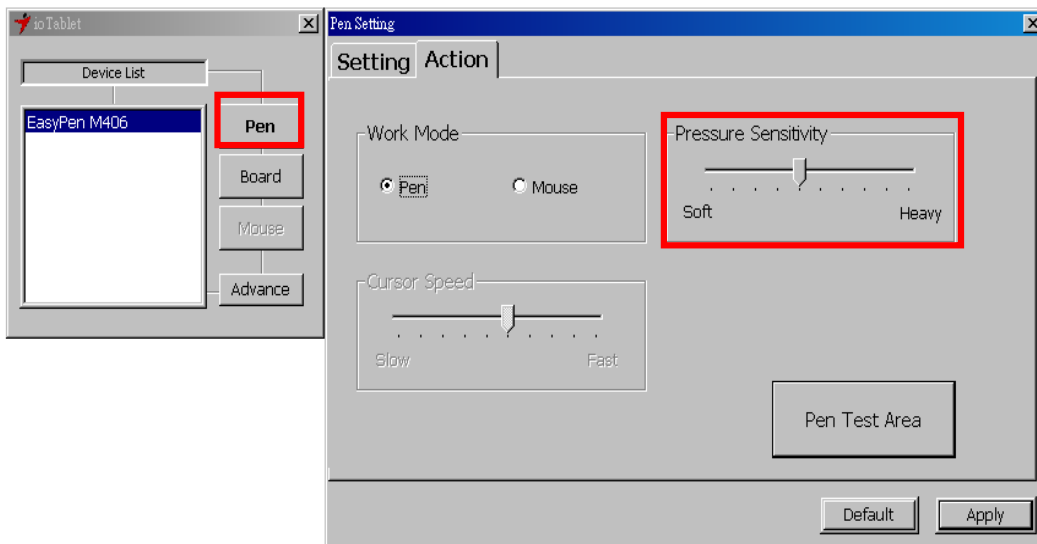 ioTablet
Device List
EasyPen M406
Pen
Board
Mouse
Advance
Pen Setting
Setting Action
Work Mode
Pen Mouse
Pressure Sensitivity
Soft Heavy
Cursor Speed
Slow Fast
Pen Test Area
Default Apply